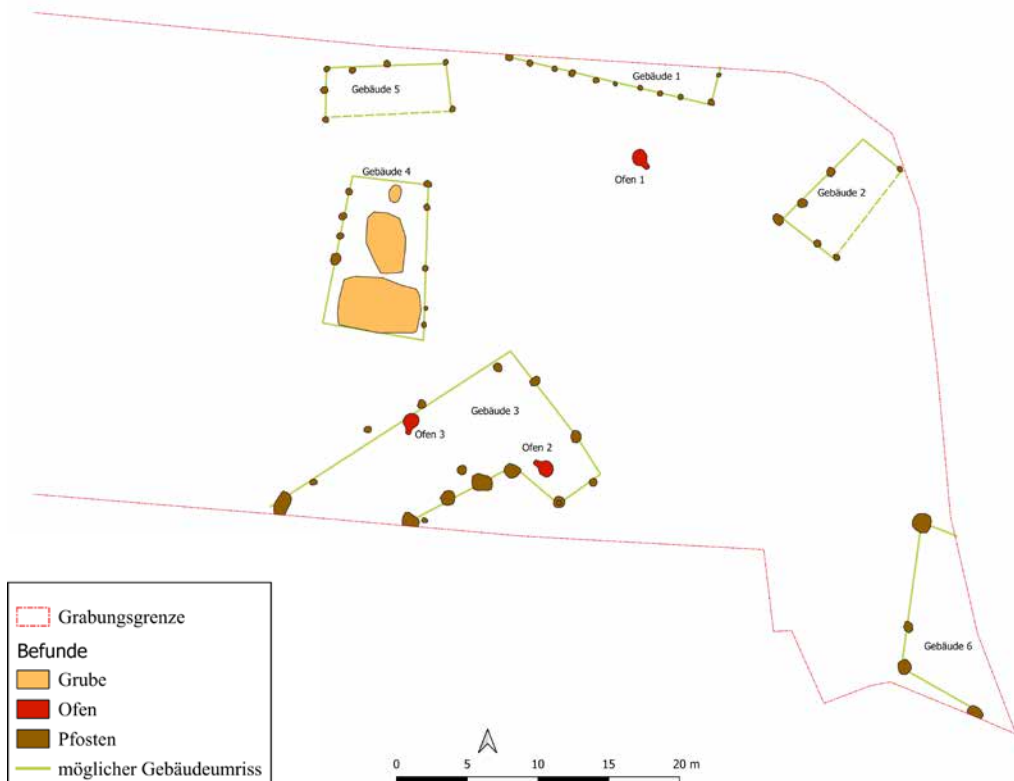 Gebäude 1
Gebäude 5
Gebäude 4
Ofen 1
Gebäude 2
Gebäude 3
Ofen 3
Ofen 2
Gebäude 6
Grabungsgrenze
Befunde
Grube
Ofen
Pfosten
möglicher Gebäudeumriss
0 5 10 15 20 m